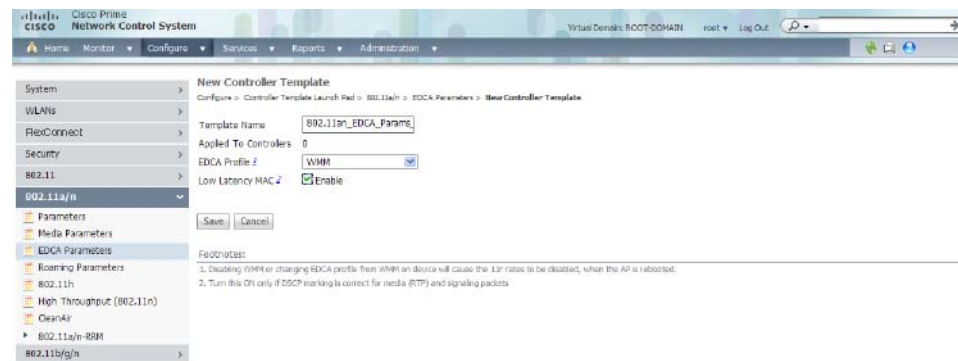 Cisco Prime
CISCO Network Control System
Virtual Domain: ROOT-DOMAIN root Log Out
Home Monitor Configure Services Reports Administration
System
WLANs
FlexConnect
Security
802.11
802.11a/n
Parameters
Media Parameters
EDCA Parameters
Roaming Parameters
802.11h
High Throughput (802.11n)
CleanAir
802.11a/n-RRM
802.11b/g/n
New Controller Template
Configure > Controller Template Launch Pad > 802.11a/n > EDCA Parameters > New Controller Template
Template Name 802.11an_EDCA_Params_
Applied To Controllers 0
EDCA Profile 1 WMM
Low Latency MAC 2 Enable
Save Cancel
Footnotes:
1. Disabling WMM or changing EDCA profile from WMM on device will cause the 11n rates to be disabled, when the AP is rebooted.
2. Turn this ON only if DSCP marking is correct for media (RTP) and signaling packets